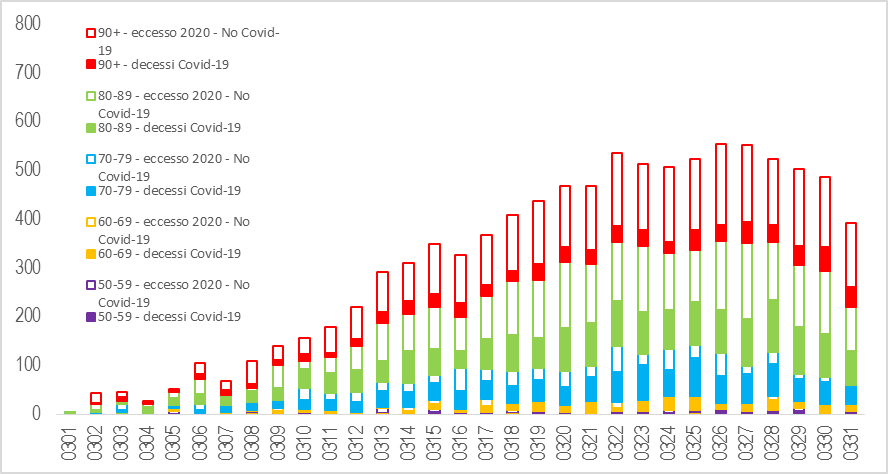 800
700
600
500
400
300
200
100
0
90+ - eccesso 2020 - No Covid-
19
90+ - decessi Covid-19
80-89 - eccesso 2020 - No
Covid-19
80-89 - decessi Covid-19
70-79 - eccesso 2020 - No
Covid-19
70-79 - decessi Covid-19
60-69 - eccesso 2020 - No
Covid-19
60-69 - decessi Covid-19
50-59 - eccesso 2020 - No
Covid-19
50-59 - decessi Covid-19
0301
0302
0303
0304
0305
0306
0307
0308
0309
0310
0311
0312
0313
0314
0315
0316
0317
0318
0319
0320
0321
0322
0323
0324
0325
0326
0327
0328
0329
0330
0331